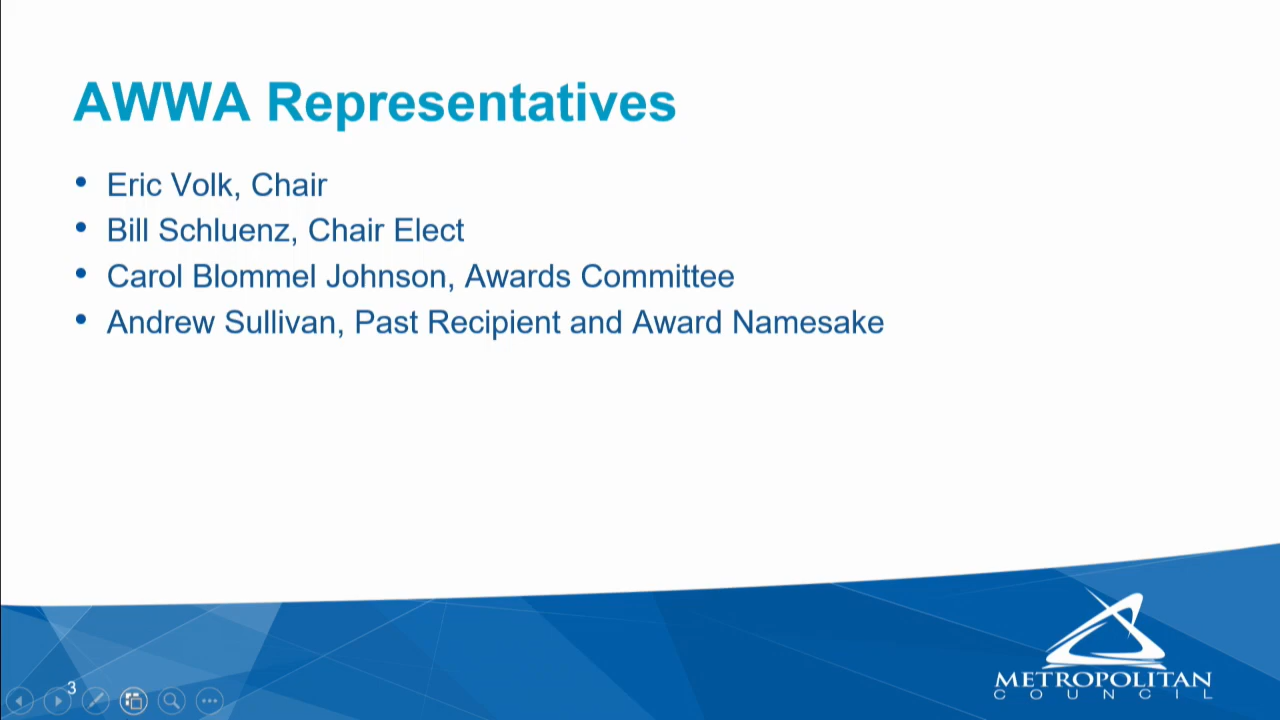 AWWA Representatives
• Eric Volk, Chair
• Bill Schluenz, Chair Elect
• Carol Blommel Johnson, Awards Committee
• Andrew Sullivan, Past Recipient and Award Namesake
3
METROPOLITAN
COUNCIL